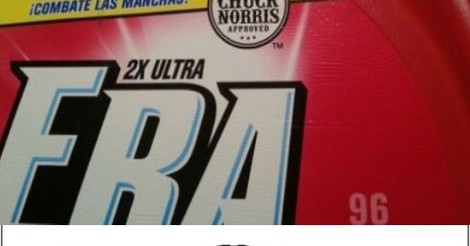 ¡COMBATE LAS MANCHAS!
CHUCK
NORRIS
APPROVED
TM
2X ULTRA
ERA
96